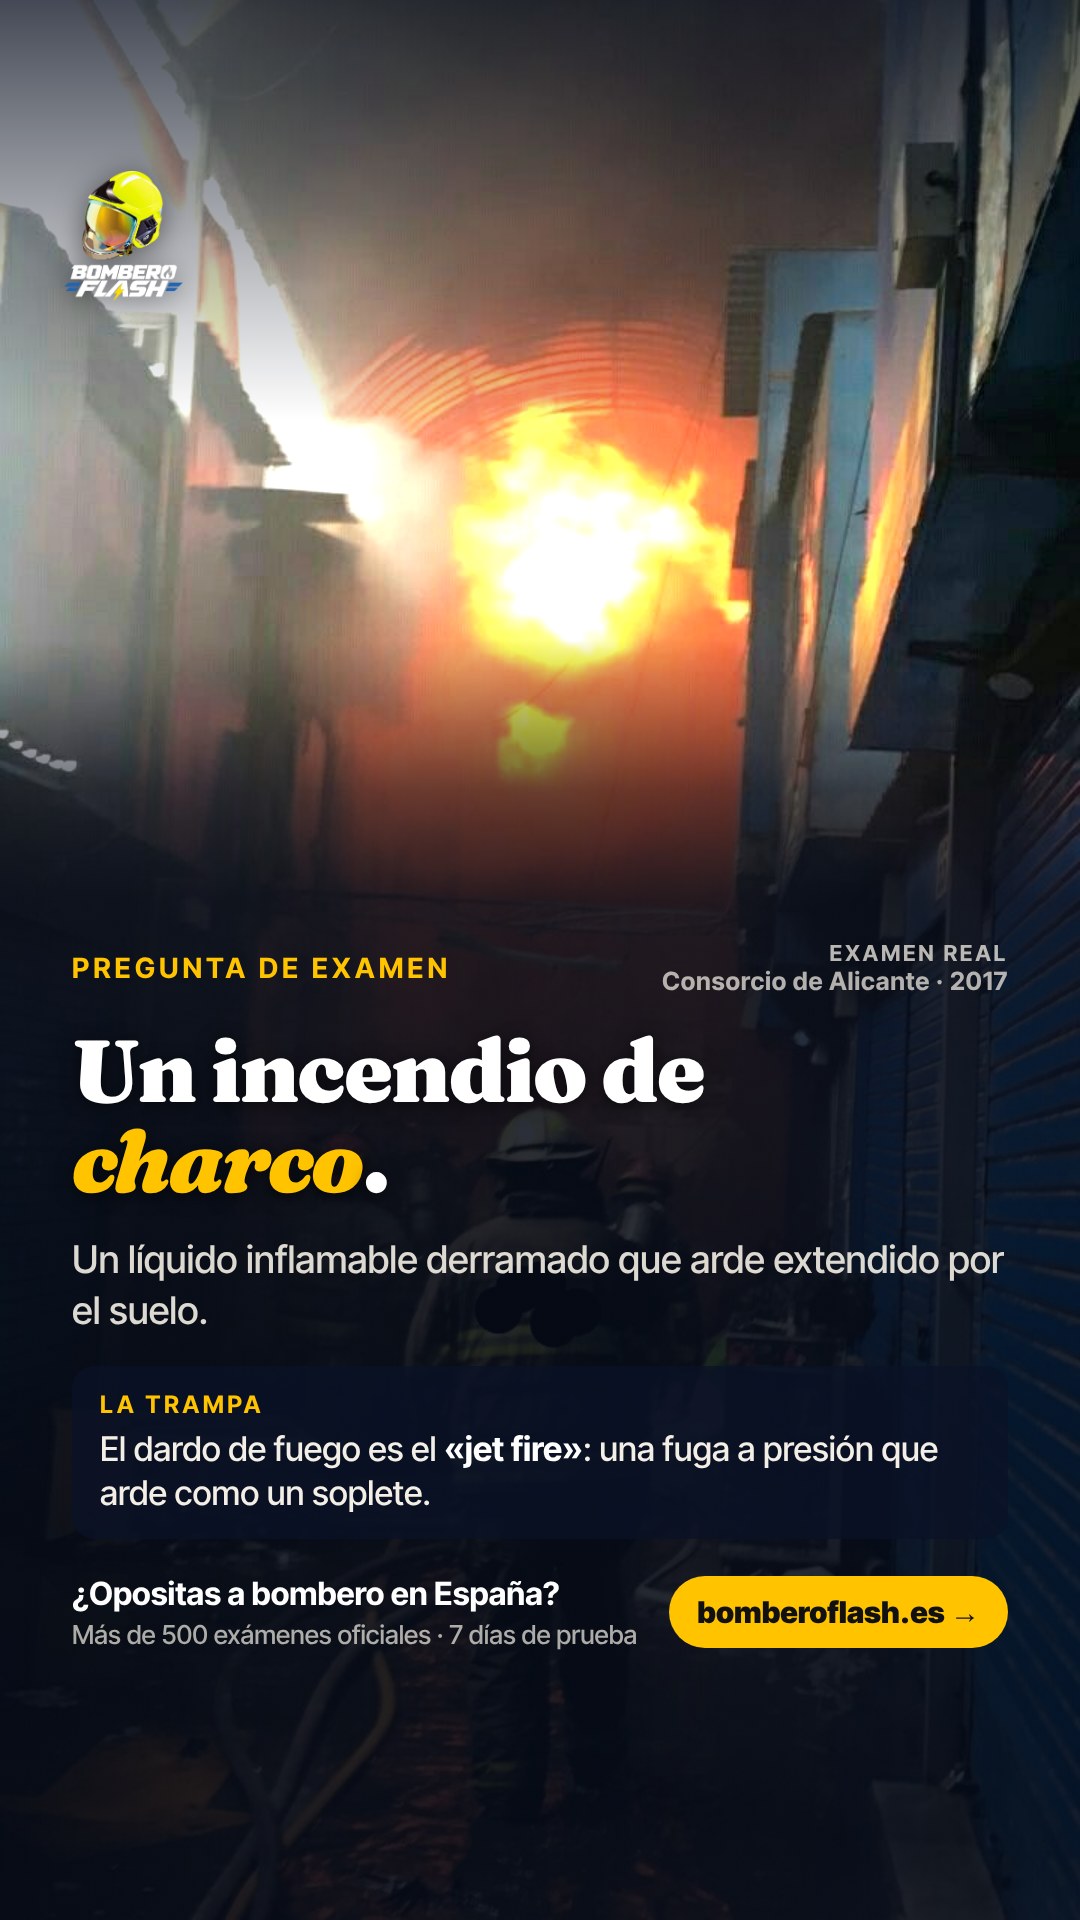 BOMBERO
FLASH
PREGUNTA DE EXAMEN
EXAMEN REAL
Consorcio de Alicante · 2017
Un incendio de
charco.
Un líquido inflamable derramado que arde extendido por
el suelo.
LA TRAMPA
El dardo de fuego es el «jet fire»: una fuga a presión que
arde como un soplete.
¿Opositas a bombero en España?
Más de 500 exámenes oficiales · 7 días de prueba
bomberoflash.es →